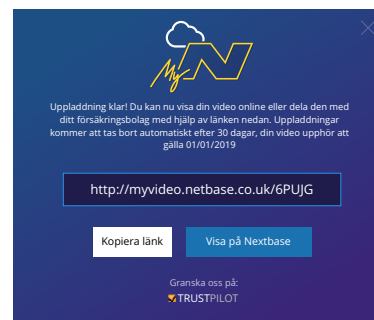 My N
Uppladdning klar! Du kan nu visa din video online eller dela den med
ditt försäkringsbolag med hjälp av länken nedan. Uppladdningar
kommer att tas bort automatiskt efter 30 dagar, din video upphör att
gälla 01/01/2019
http://myvideo.netbase.co.uk/6PUJG
Kopiera länk
Visa på Nextbase
Granska oss på:
TRUSTPILOT